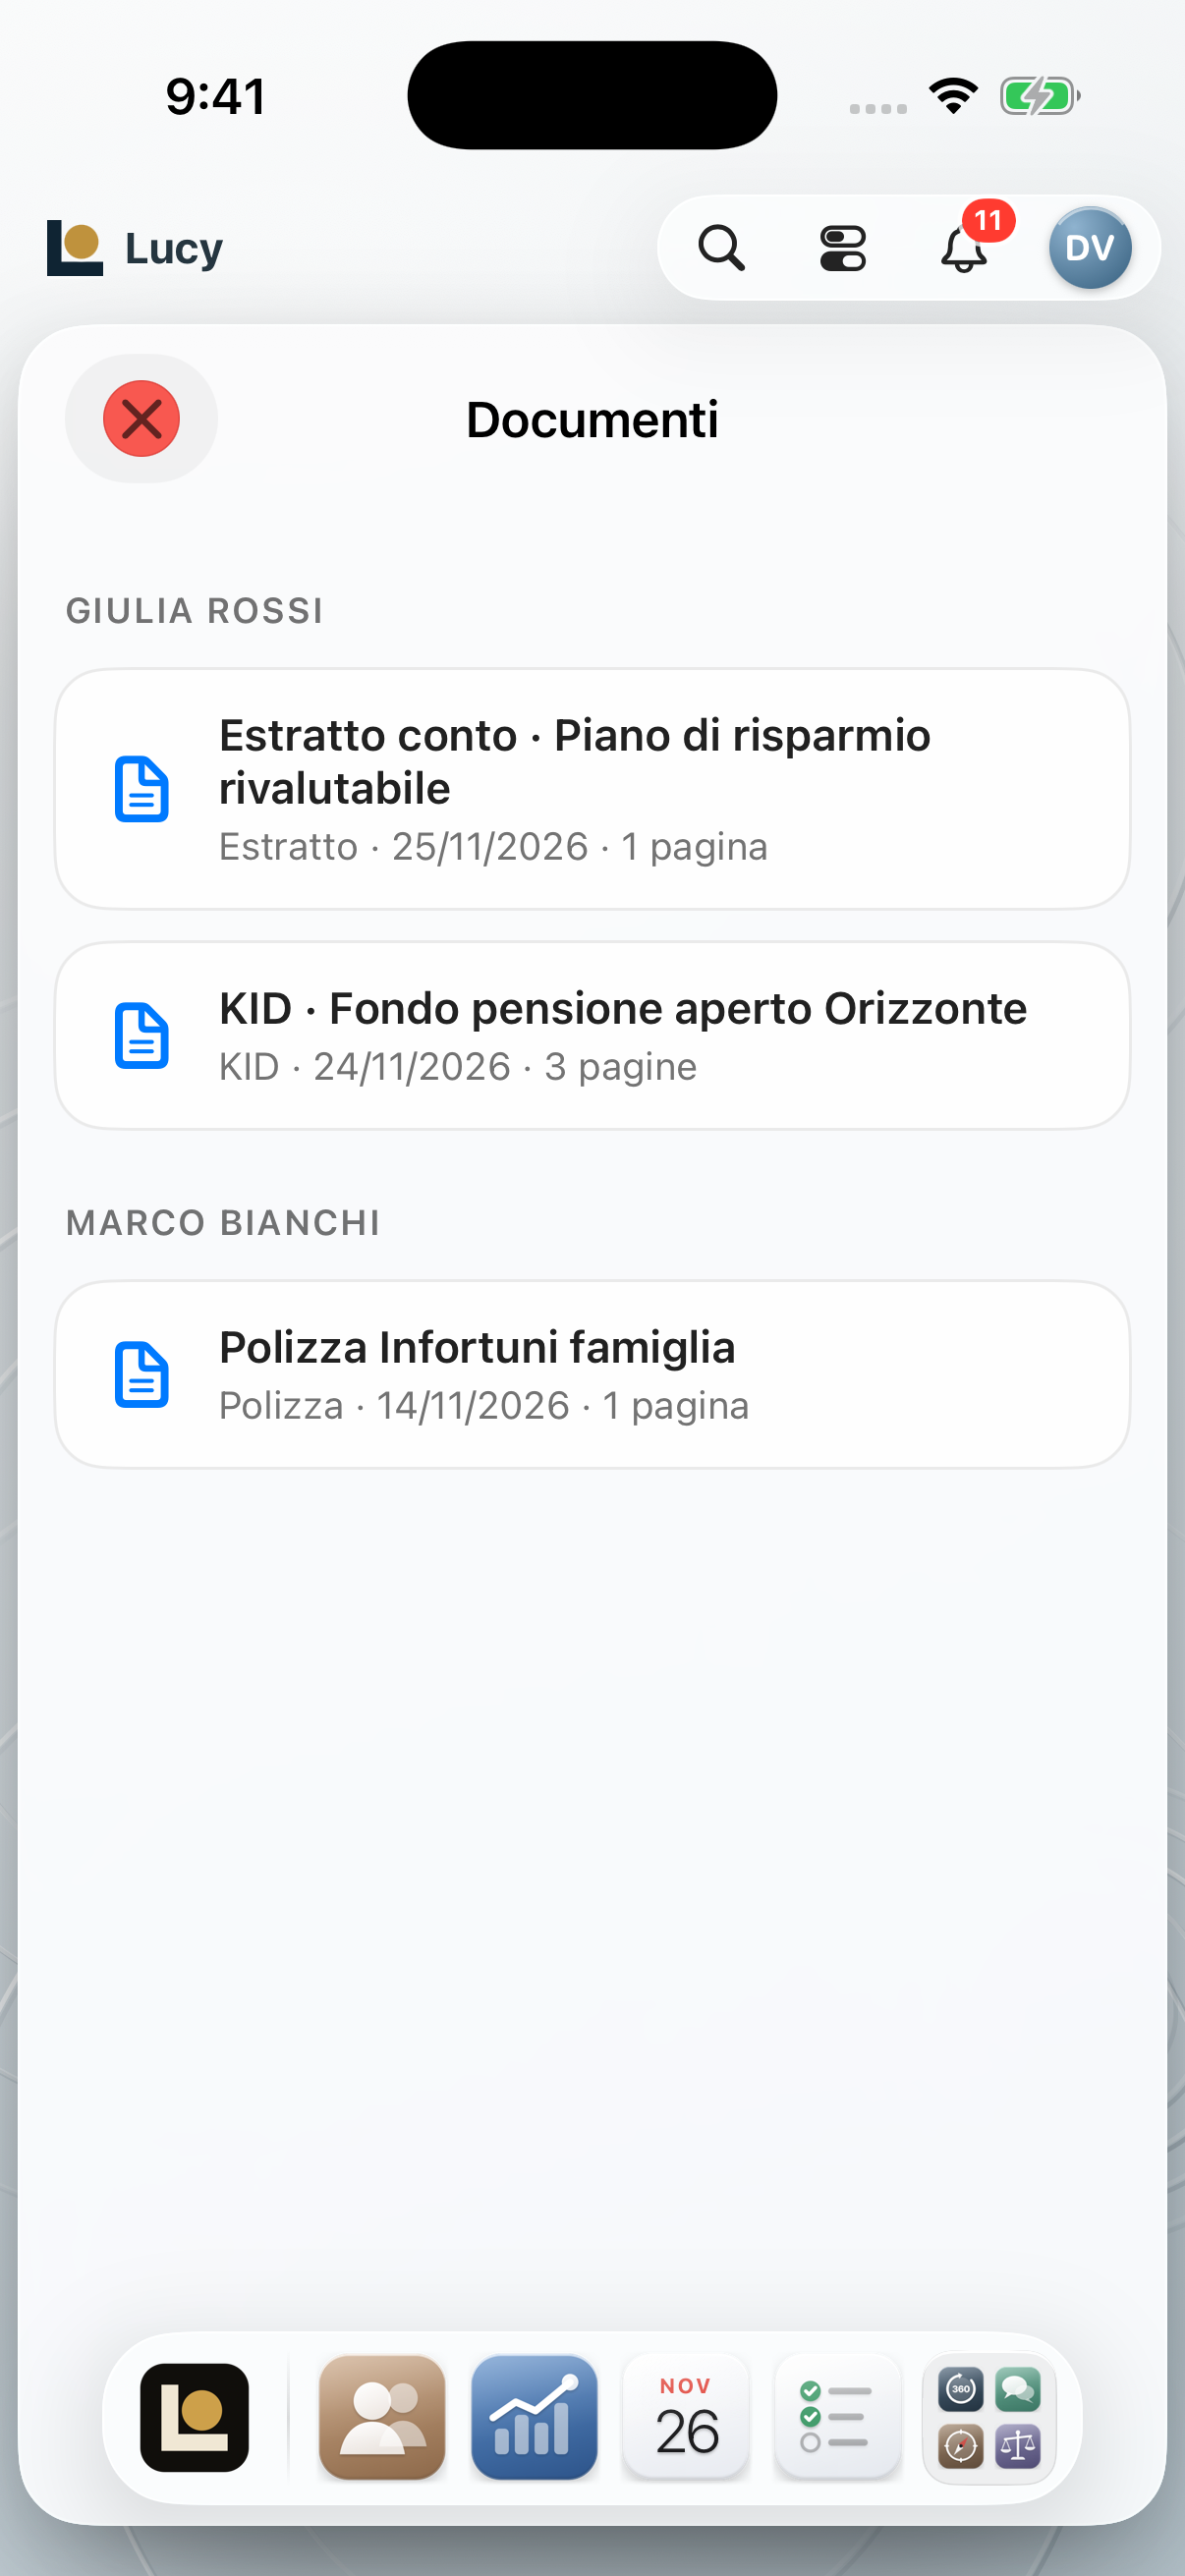 9:41
Lucy
11
DV
Documenti
GIULIA ROSSI
Estratto conto · Piano di risparmio
rivalutabile
Estratto · 25/11/2026 · 1 pagina
KID · Fondo pensione aperto Orizzonte
KID · 24/11/2026 · 3 pagine
MARCO BIANCHI
Polizza Infortuni famiglia
Polizza · 14/11/2026 · 1 pagina
NOV
26
360